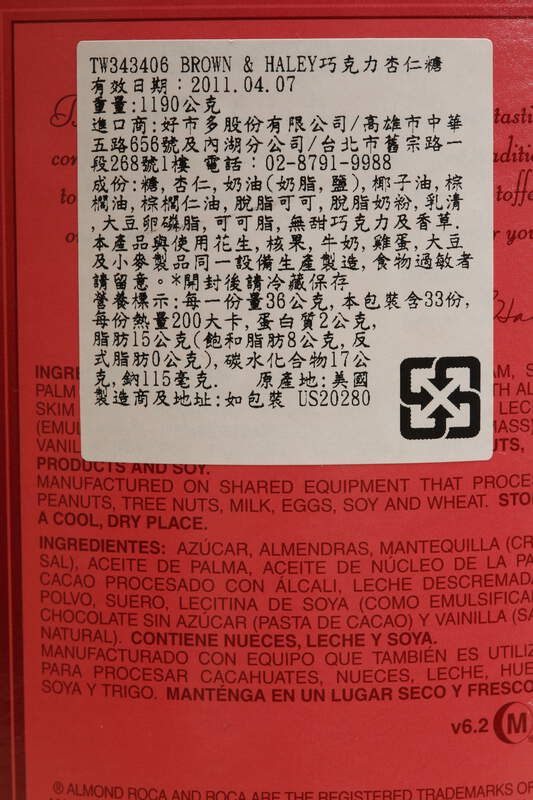 TW343406 BROWN & HALEY巧克力杏仁糖
有效日期：2011.04.07
重量:1190公克
進口商:好市多股份有限公司/高雄市中華
五路656號及內湖分公司/台北市舊宗路一
段268號1樓 電話：02-8791-9988
成份:糖,杏仁,奶油(奶脂,鹽),椰子油,棕
櫚油,棕櫚仁油,脫脂可可,脫脂奶粉,乳清
,大豆卵磷脂,可可脂,無甜巧克力及香草.
本產品與使用花生,核果,牛奶,雞蛋,大豆
及小麥製品同一設備生產製造,食物過敏者
請留意。*開封後請冷藏保存
營養標示:每一份量36公克,本包裝含33份,
每份熱量200大卡,蛋白質2公克,
脂肪15公克(飽和脂肪8公克,反
式脂肪0公克),碳水化合物17公
克,鈉115毫克. 原產地:美國
製造商及地址:如包裝 US20280
PRODUCTS AND SOY.
MANUFACTURED ON SHARED EQUIPMENT THAT
PEANUTS, TREE NUTS, MILK, EGGS, SOY AND WHEAT.
A COOL, DRY PLACE.
INGREDIENTES: AZÚCAR, ALMENDRAS, MANTEQUILLA
SAL), ACEITE DE PALMA, ACEITE DE NÚCLEO DE LA
CACAO PROCESADO CON ÁLCALI, LECHE DESCREMADA
POLVO, SUERO, LECITINA DE SOYA (COMO
CHOCOLATE SIN AZÚCAR (PASTA DE CACAO) Y VAINILLA
NATURAL). CONTIENE NUECES, LECHE Y SOYA.
MANUFACTURADO CON EQUIPO QUE TAMBIÉN ES
PARA PROCESAR CACAHUATES, NUECES, LECHE,
SOYA Y TRIGO. MANTÉNGA EN UN LUGAR SECO Y FRESCO
v6.2 M
® ALMOND ROCA AND ROCA ARE THE REGISTERED TRADEMARKS OF